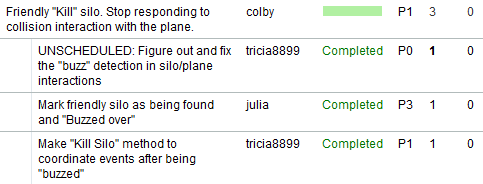 Friendly "Kill" silo. Stop responding to colby P1 3 0
collision interaction with the plane.
UNSCHEDULED: Figure out and fix tricia8899 Completed P0 1 0
the "buzz" detection in silo/plane
interactions
Mark friendly silo as being found julia Completed P3 1 0
and "Buzzed over"
Make "Kill Silo" method to tricia8899 Completed P1 1 0
coordinate events after being
"buzzed"